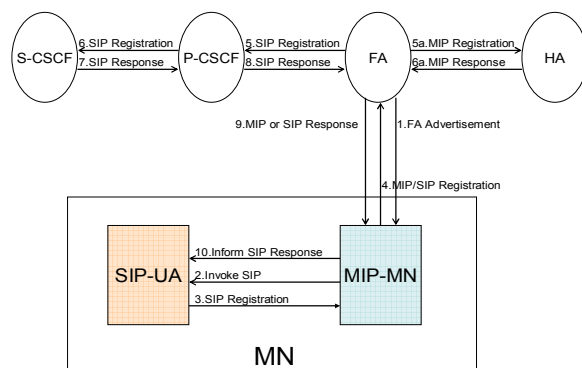 6.SIP Registration
5.SIP Registration
5a.MIP Registration
S-CSCF
P-CSCF
FA
HA
7.SIP Response
8.SIP Response
6a.MIP Response
9.MIP or SIP Response
1.FA Advertisement
4.MIP/SIP Registration
10.Inform SIP Response
SIP-UA
2.Invoke SIP
MIP-MN
3.SIP Registration
MN